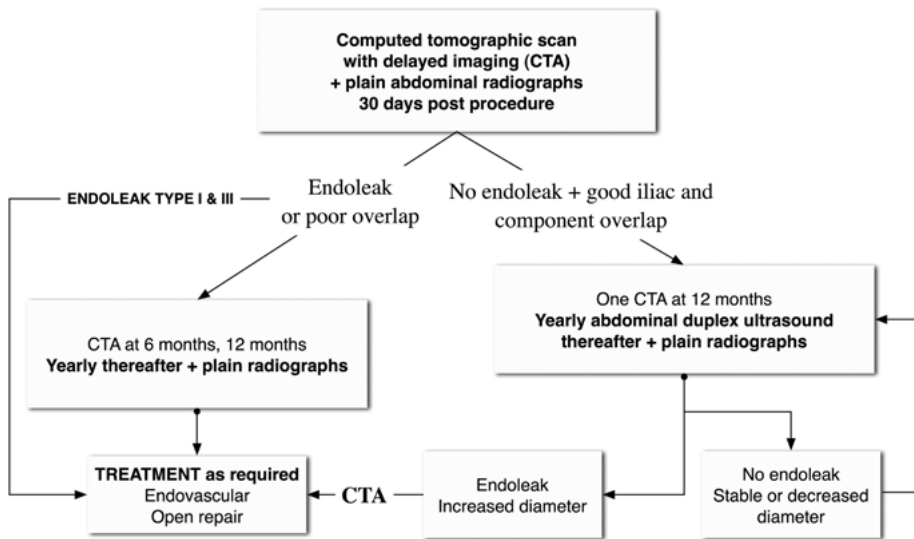 Computed tomographic scan
with delayed imaging (CTA)
+ plain abdominal radiographs
30 days post procedure
ENDOLEAK TYPE I & III
Endoleak
or poor overlap
No endoleak + good iliac and
component overlap
CTA at 6 months, 12 months
Yearly thereafter + plain radiographs
One CTA at 12 months
Yearly abdominal duplex ultrasound
thereafter + plain radiographs
TREATMENT as required
Endovascular
Open repair
CTA
Endoleak
Increased diameter
No endoleak
Stable or decreased
diameter